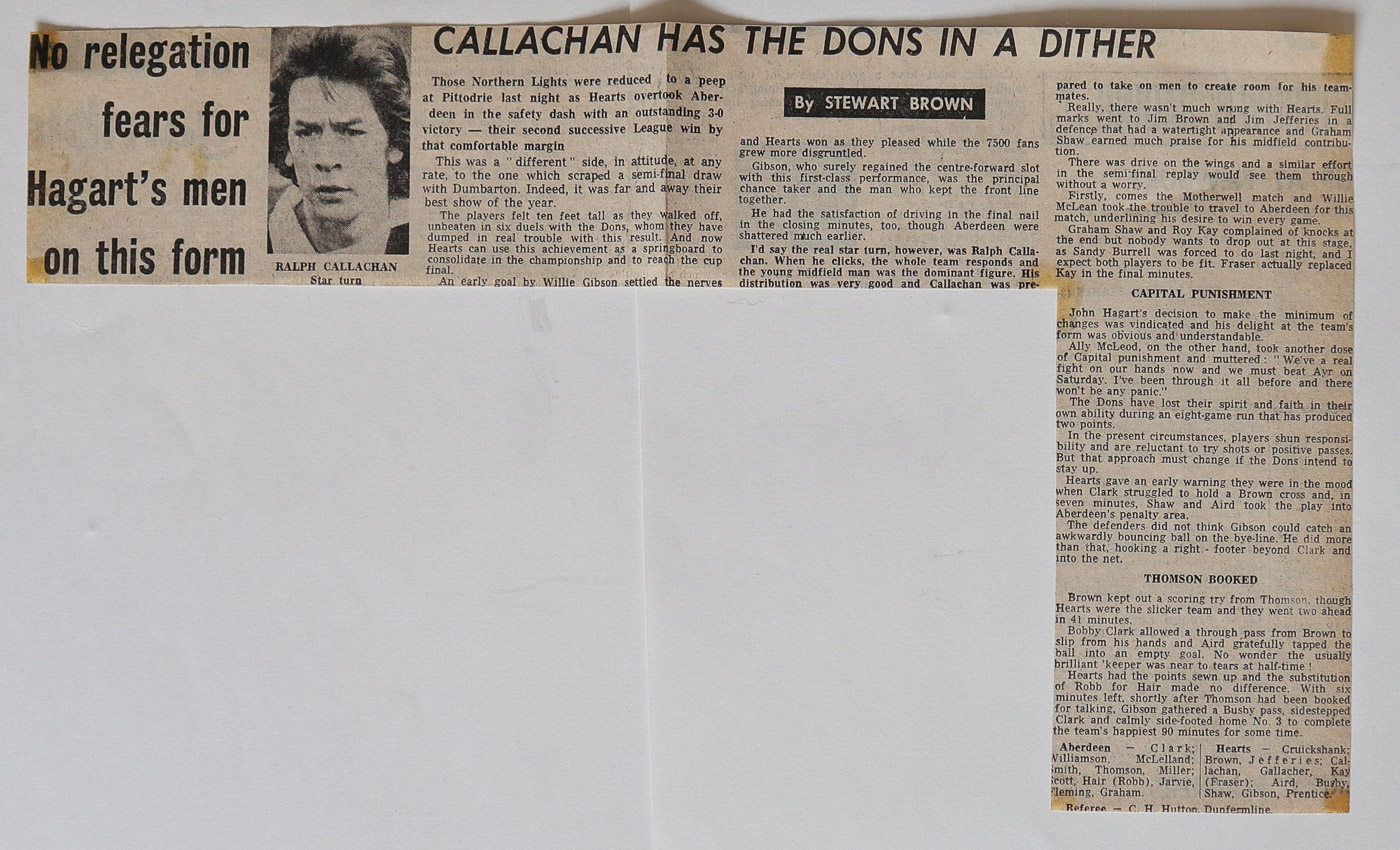 No relegation
fears for
Hagart's men
on this form
RALPH CALLACHAN
Star turn
CALLACHAN HAS THE DONS IN A DITHER
Those Northern Lights were reduced to a peep
at Pittodrie last night as Hearts overtook Aber-
deen in the safety dash with an outstanding 3-0
victory — their second successive League win by
that comfortable margin
This was a "different" side, in attitude, at any
rate, to the one which scraped a semi-final draw
with Dumbarton. Indeed, it was far and away their
best show of the year.
The players felt ten feet tall as they walked off,
unbeaten in six duels with the Dons, whom they have
dumped in real trouble with this result. And now
Hearts can use this achievement as a springboard to
consolidate in the championship and to reach the cup
final.
An early goal by Willie Gibson settled the nerves
By STEWART BROWN
and Hearts won as they pleased while the 7500 fans
grew more disgruntled.
Gibson, who surely regained the centre-forward slot
with this first-class performance, was the principal
chance taker and the man who kept the front line
together.
He had the satisfaction of driving in the final nail
in the closing minutes, too, though Aberdeen were
shattered much earlier.
I'd say the real star turn, however, was Ralph Calla-
chan. When he clicks, the whole team responds and
the young midfield man was the dominant figure. His
distribution was very good and Callachan was pre-
pared to take on men to create room for his team-
mates.
Really, there wasn't much wrong with Hearts. Full
marks went to Jim Brown and Jim Jefferies in a
defence that had a watertight appearance and Graham
Shaw earned much praise for his midfield contribu-
tion.
There was drive on the wings and a similar effort
in the semi-final replay would see them through
without a worry.
Firstly, comes the Motherwell match and Willie
McLean took the trouble to travel to Aberdeen for this
match, underlining his desire to win every game.
Graham Shaw and Roy Kay complained of knocks at
the end but nobody wants to drop out at this stage,
as Sandy Burrell was forced to do last night, and I
expect both players to be fit. Fraser actually replaced
Kay in the final minutes.
CAPITAL PUNISHMENT
John Hagart's decision to make the minimum of
changes was vindicated and his delight at the team's
form was obvious and understandable.
Ally McLeod, on the other hand, took another dose
of Capital punishment and muttered: "We've a real
fight on our hands now and we must beat Ayr on
Saturday. I've been through it all before and there
won't be any panic."
The Dons have lost their spirit and faith in their
own ability during an eight-game run that has produced
two points.
In the present circumstances, players shun responsi-
bility and are reluctant to try shots or positive passes.
But that approach must change if the Dons intend to
stay up.
Hearts gave an early warning they were in the mood
when Clark struggled to hold a Brown cross and, in
seven minutes, Shaw and Aird took the play into
Aberdeen's penalty area.
The defenders did not think Gibson could catch an
awkwardly bouncing ball on the bye-line. He did more
than that, hooking a right - footer beyond Clark and
into the net.
THOMSON BOOKED
Brown kept out a scoring try from Thomson, though
Hearts were the slicker team and they went two ahead
in 41 minutes.
Bobby Clark allowed a through pass from Brown to
slip from his hands and Aird gratefully tapped the
ball into an empty goal. No wonder the usually
brilliant 'keeper was near to tears at half-time !
Hearts had the points sewn up and the substitution
of Robb for Hair made no difference. With six
minutes left, shortly after Thomson had been booked
for talking, Gibson gathered a Busby pass, sidestepped
Clark and calmly side-footed home No. 3 to complete
the team's happiest 90 minutes for some time.
Aberdeen — Clark;
Williamson, McLelland;
Smith, Thomson, Miller;
Scott, Hair (Robb), Jarvie,
Fleming, Graham.
Hearts — Cruickshank;
Brown, Jefferies; Cal-
lachan, Gallacher, Kay
(Fraser); Aird, Busby,
Shaw, Gibson, Prentice.
Referee — C. H. Hutton, Dunfermline.